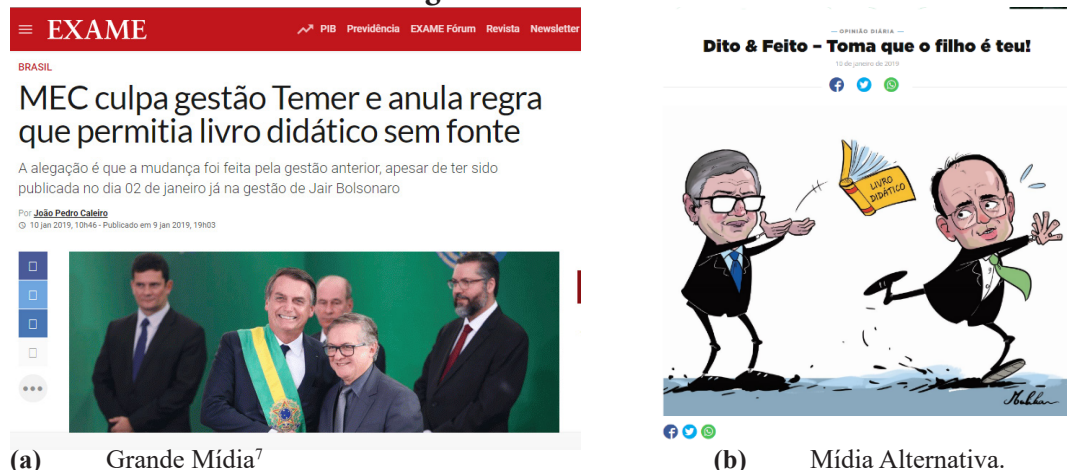 EXAME
PIB Previdência EXAME Fórum Revista Newsletter
BRASIL
MEC culpa gestão Temer e anula regra
que permitia livro didático sem fonte
A alegação é que a mudança foi feita pela gestão anterior, apesar de ter sido
publicada no dia 02 de janeiro já na gestão de Jair Bolsonaro
Por João Pedro Caleiro
10 jan 2019, 10h46 - Publicado em 9 jan 2019, 19h03
(a) Grande Mídia7
— OPINIÃO DIÁRIA —
Dito & Feito – Toma que o filho é teu!
10 de janeiro de 2019
LIVRO
DIDÁTICO
(b) Mídia Alternativa.